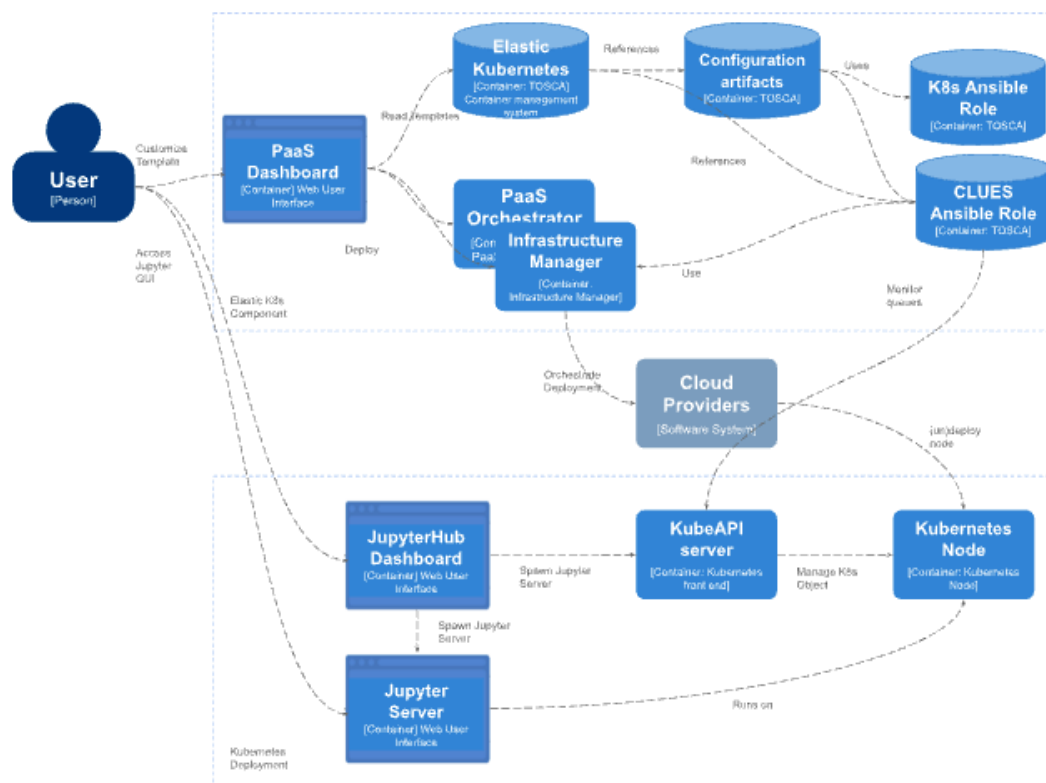 User
[Person]
Customize
Template
PaaS
Dashboard
[Container] Web User
Interface
Read templates
Elastic
Kubernetes
[Container: TOSCA]
Container management
system
References
Configuration
artifacts
[Container: TOSCA]
Uses
K8s Ansible
Role
[Container: TOSCA]
References
CLUES
Ansible Role
[Container: TOSCA]
PaaS
Orchestrator
[Con
PaaS
Infrastructure
Manager
[Container:
Infrastructure Manager]
Deploy
Use
Monitor
queues
Access
Jupyter
GUI
Elastic K8s
Component
Orchestrate
Deployment
Cloud
Providers
[Software System]
(un)deploy
node
JupyterHub
Dashboard
[Container] Web User
Interface
Spawn Jupyter
Server
KubeAPI
server
[Container: Kubernetes
front end]
Manage K8s
Object
Kubernetes
Node
[Container: Kubernetes
Node]
Spawn Jupyter
Server
Jupyter
Server
[Container] Web User
Interface
Runs on
Kubernetes
Deployment